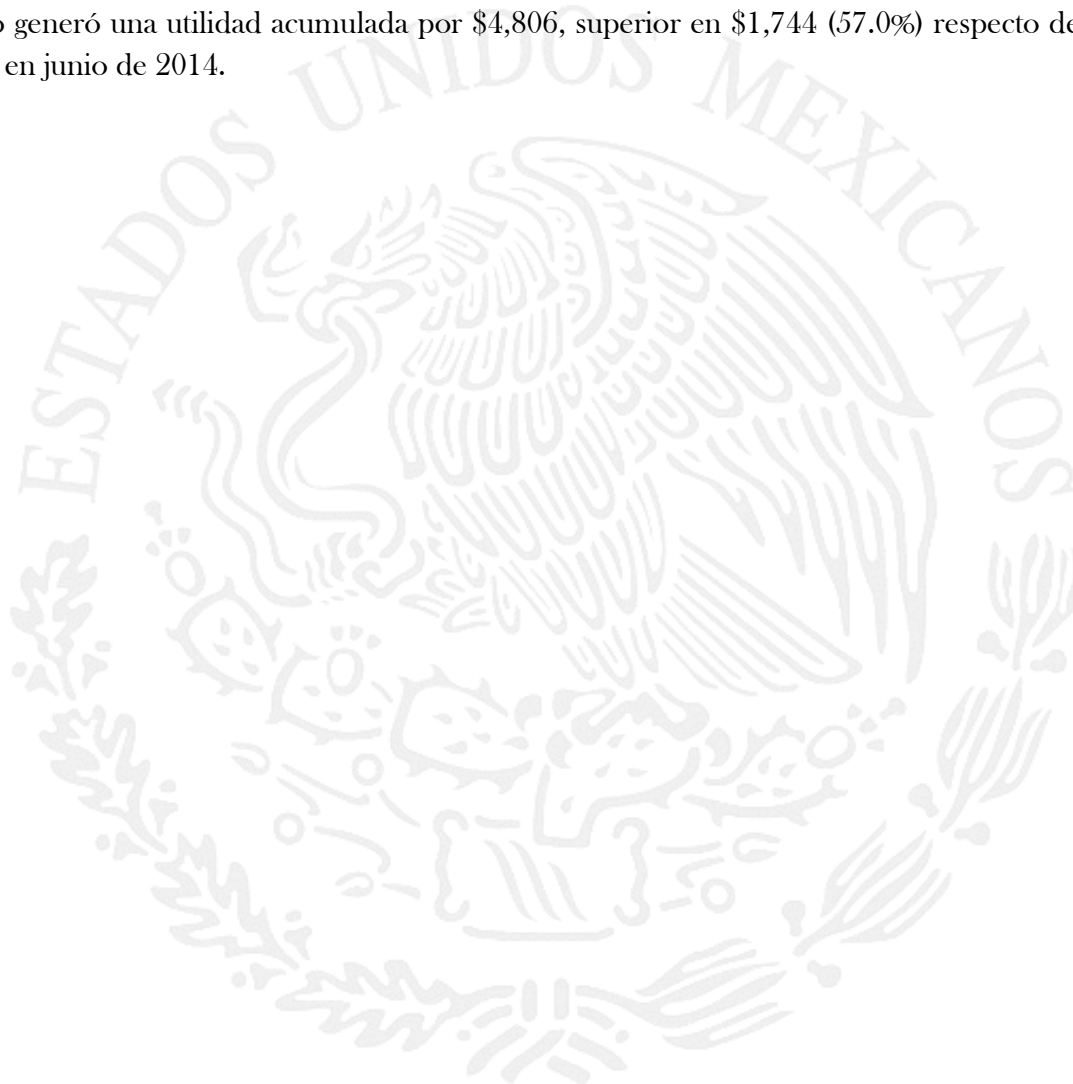 generó una utilidad acumulada por $4,806, superior en $1,744 (57.0%) respecto de
en junio de 2014.
ESTADOS UNIDOS MEXICANOS